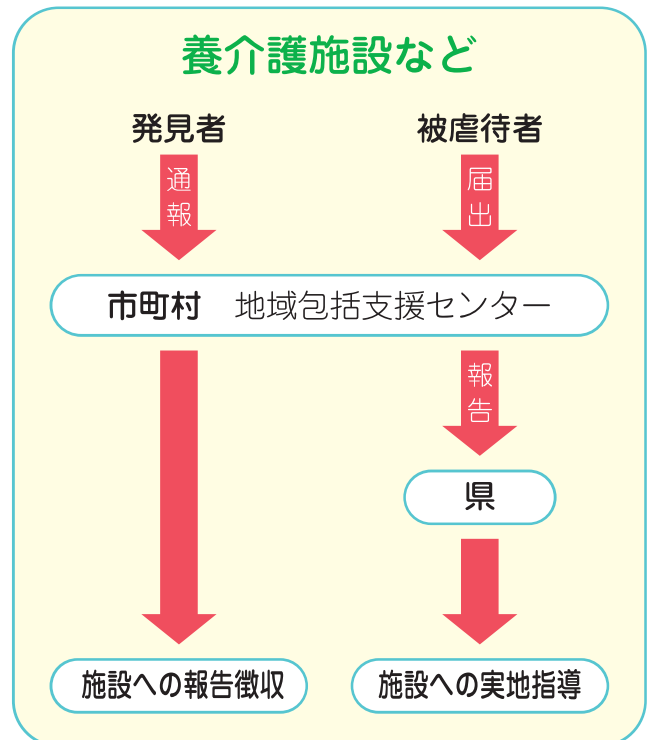 養介護施設など
発見者
被虐待者
通報
届出
市町村 地域包括支援センター
報告
県
施設への報告徴収
施設への実地指導